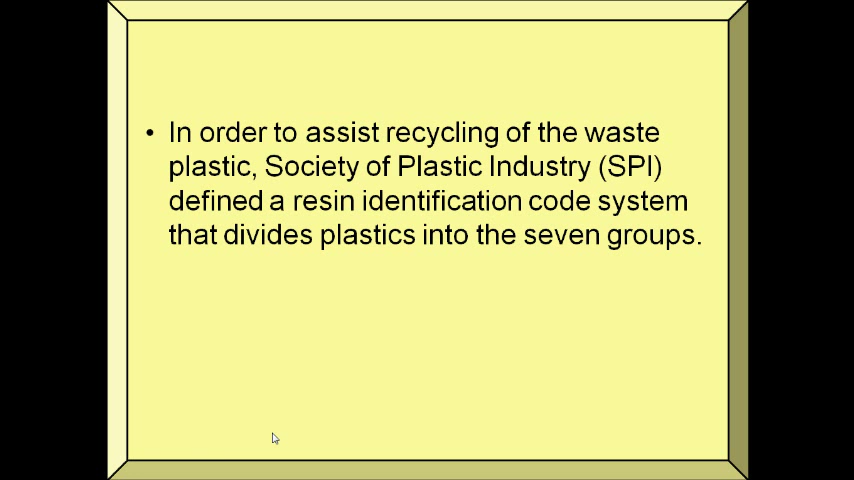 • In order to assist recycling of the waste
plastic, Society of Plastic Industry (SPI)
defined a resin identification code system
that divides plastics into the seven groups.